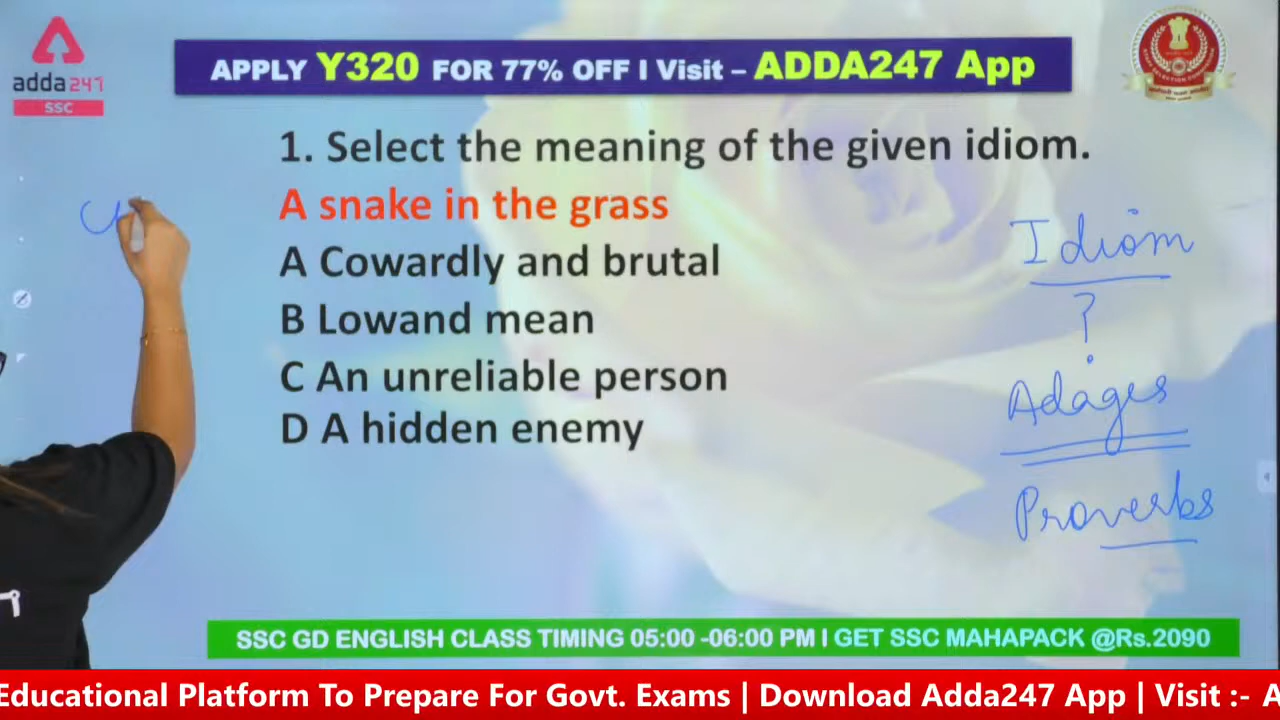 adda247
SSC
APPLY Y320 FOR 77% OFF I Visit – ADDA247 App
1. Select the meaning of the given idiom.
A snake in the grass
A Cowardly and brutal
B Lowand mean
C An unreliable person
D A hidden enemy
Idiom
?
Adages
Proverbs
SSC GD ENGLISH CLASS TIMING 05:00 -06:00 PM I GET SSC MAHAPACK @Rs.2090
Educational Platform To Prepare For Govt. Exams | Download Adda247 App | Visit :- A